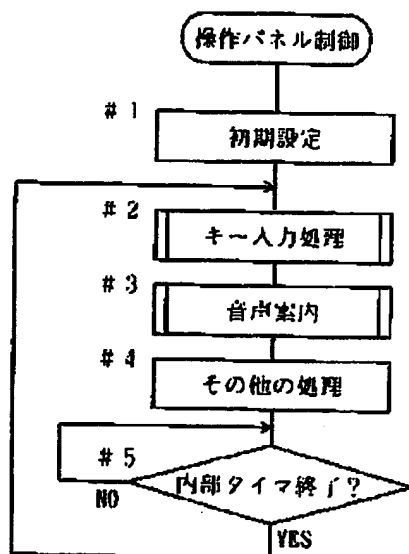 操作パネル制御
#1
初期設定
#2
キー入力処理
#3
音声案内
#4
その他の処理
#5
内部タイマ終了?
NO
YES